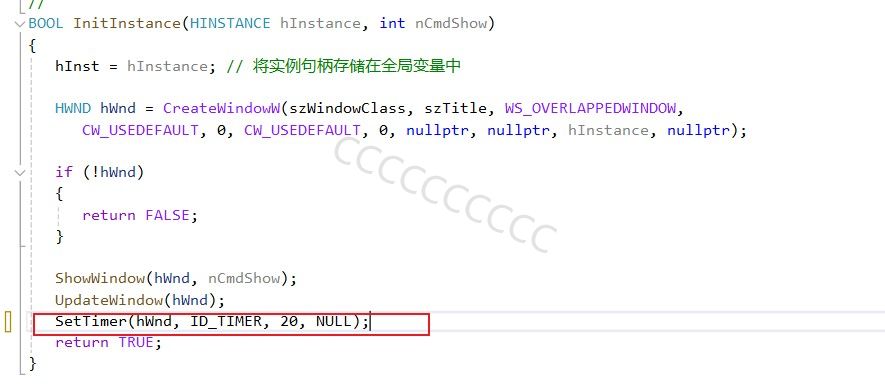 //
BOOL InitInstance(HINSTANCE hInstance, int nCmdShow)
{
hInst = hInstance; // 将实例句柄存储在全局变量中
HWND hWnd = CreateWindowW(szWindowClass, szTitle, WS_OVERLAPPEDWINDOW,
CW_USEDEFAULT, 0, CW_USEDEFAULT, 0, nullptr, nullptr, hInstance, nullptr);
if (!hWnd)
{
return FALSE;
}
ShowWindow(hWnd, nCmdShow);
UpdateWindow(hWnd);
SetTimer(hWnd, ID_TIMER, 20, NULL);
return TRUE;
}
CCCCCCCCCC